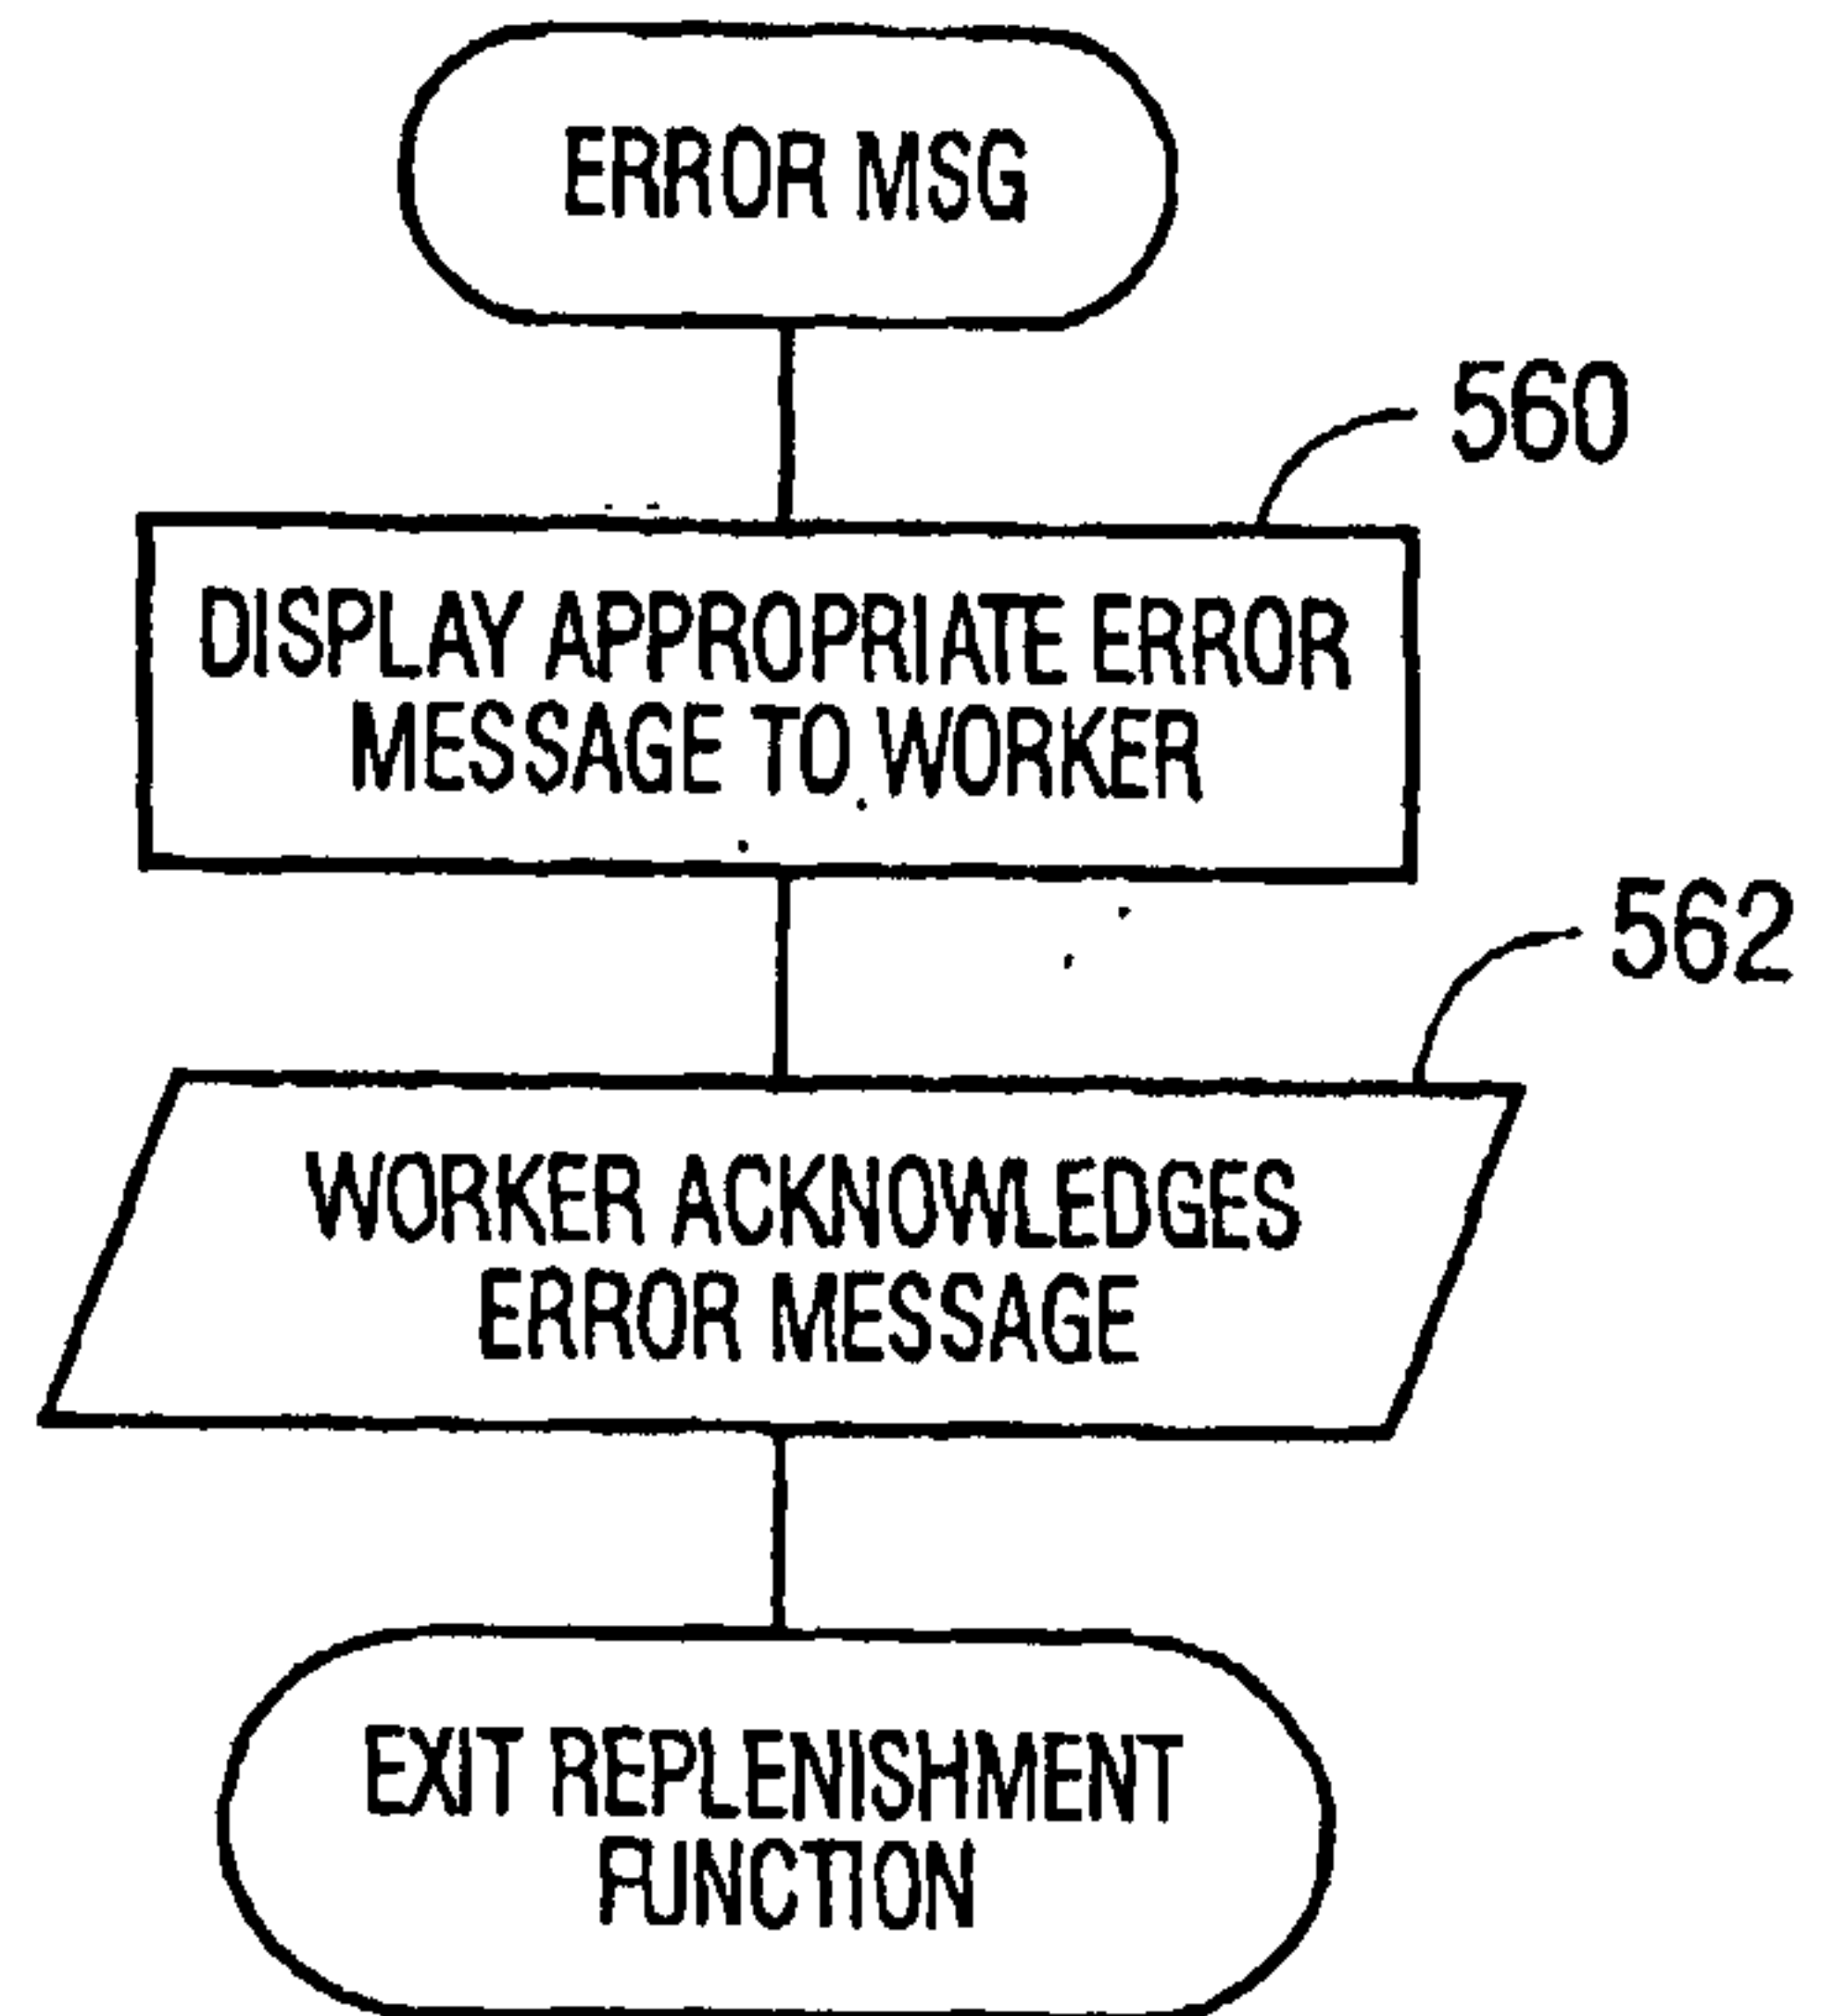 ERROR MSG
560
DISPLAY APPROPRIATE ERROR
MESSAGE TO WORKER
562
WORKER ACKNOWLEDGES
ERROR MESSAGE
EXIT REPLENISHMENT
FUNCTION